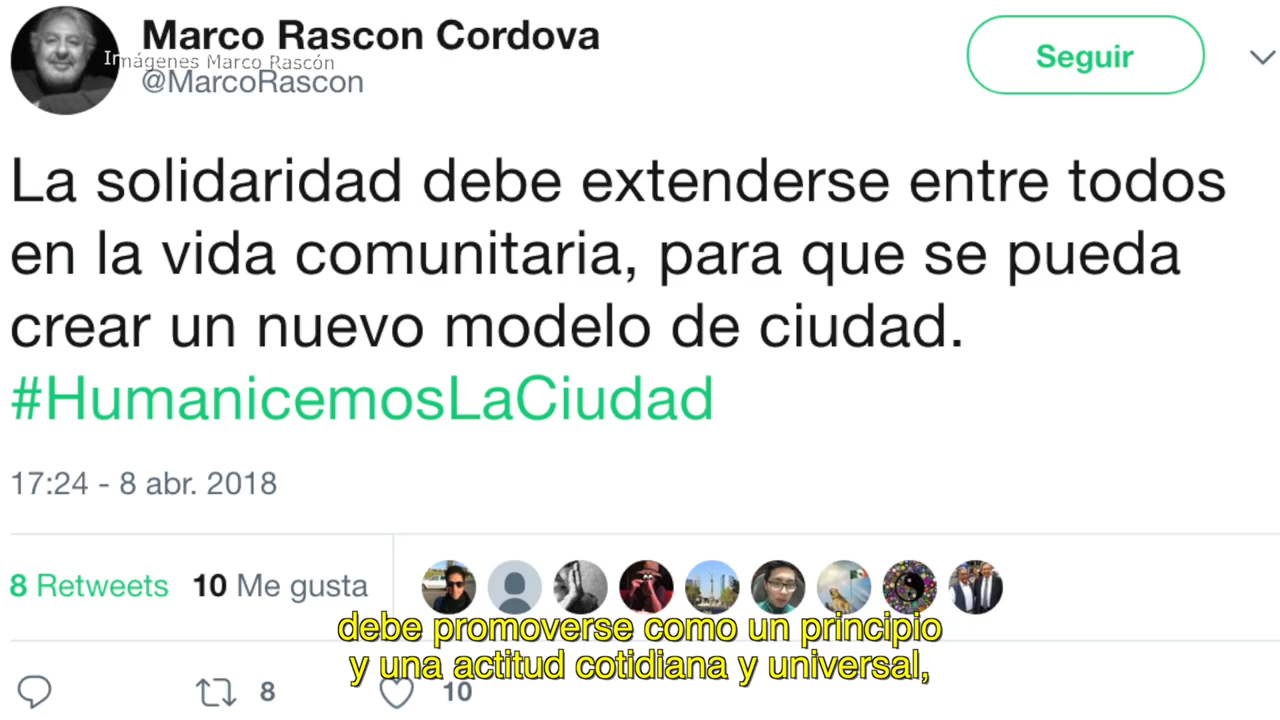 Marco Rascon Cordova
Imágenes Marco Rascón
@MarcoRascon
Seguir
La solidaridad debe extenderse entre todos
en la vida comunitaria, para que se pueda
crear un nuevo modelo de ciudad.
#HumanicemosLaCiudad
17:24 - 8 abr. 2018
8 Retweets 10 Me gusta
debe promoverse como un principio
y una actitud cotidiana y universal,
8 10